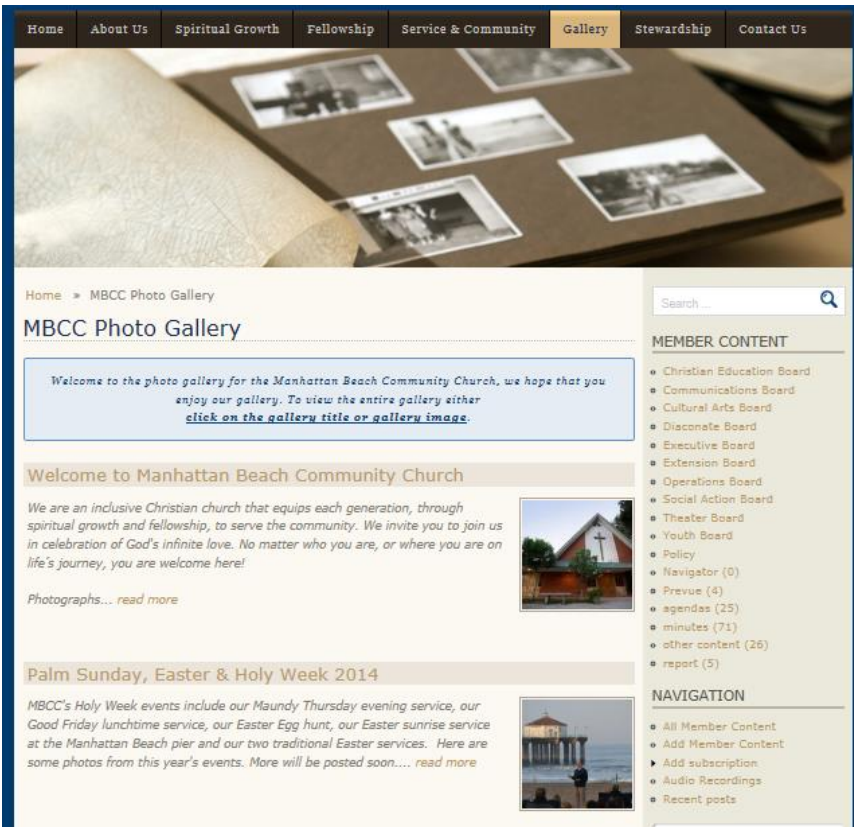 Home About Us Spiritual Growth Fellowship Service & Community Gallery Stewardship Contact Us
Home » MBCC Photo Gallery
MBCC Photo Gallery
Welcome to the photo gallery for the Manhattan Beach Community Church, we hope that you
enjoy our gallery. To view the entire gallery either
click on the gallery title or gallery image.
Welcome to Manhattan Beach Community Church
We are an inclusive Christian church that equips each generation, through
spiritual growth and fellowship, to serve the community. We invite you to join us
in celebration of God's infinite love. No matter who you are, or where you are on
life's journey, you are welcome here!
Photographs... read more
Palm Sunday, Easter & Holy Week 2014
MBCC's Holy Week events include our Maundy Thursday evening service, our
Good Friday lunchtime service, our Easter Egg hunt, our Easter sunrise service
at the Manhattan Beach pier and our two traditional Easter services. Here are
some photos from this year's events. More will be posted soon.... read more
Search ...
MEMBER CONTENT
Christian Education Board
Communications Board
Cultural Arts Board
Diaconate Board
Executive Board
Extension Board
Operations Board
Social Action Board
Theater Board
Youth Board
Policy
Navigator (0)
Prevue (4)
agendas (25)
minutes (71)
other content (26)
report (5)
NAVIGATION
All Member Content
Add Member Content
Add subscription
Audio Recordings
Recent posts